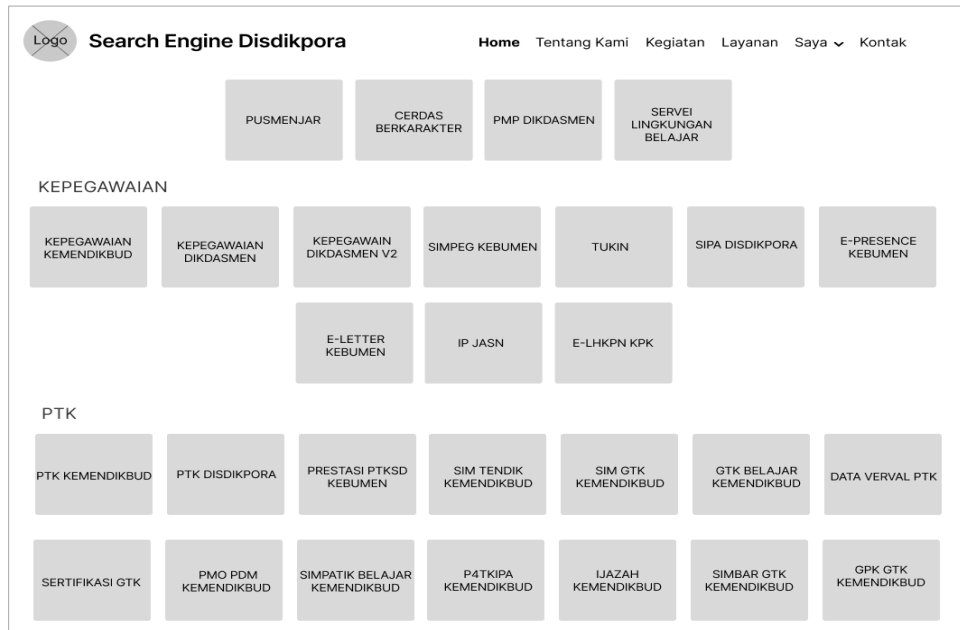 Logo
Search Engine Disdikpora
Home Tentang Kami Kegiatan Layanan Saya Kontak
PUSMENJAR
CERDAS
BERKARAKTER
PMP DIKDASMEN
SERVEI
LINGKUNGAN
BELAJAR
KEPEGAWAIAN
KEPEGAWAIAN
KEMENDIKBUD
KEPEGAWAIAN
DIKDASMEN
KEPEGAWAIN
DIKDASMEN V2
SIMPEG KEBUMEN
TUKIN
SIPA DISDIKPORA
E-PRESENCE
KEBUMEN
E-LETTER
KEBUMEN
IP JASN
E-LHKPN KPK
PTK
PTK KEMENDIKBUD
PTK DISDIKPORA
PRESTASI PTKSD
KEBUMEN
SIM TENDIK
KEMENDIKBUD
SIM GTK
KEMENDIKBUD
GTK BELAJAR
KEMENDIKBUD
DATA VERVAL PTK
SERTIFIKASI GTK
PMO PDM
KEMENDIKBUD
SIMPATIK BELAJAR
KEMENDIKBUD
P4TKIPA
KEMENDIKBUD
IJAZAH
KEMENDIKBUD
SIMBAR GTK
KEMENDIKBUD
GPK GTK
KEMENDIKBUD